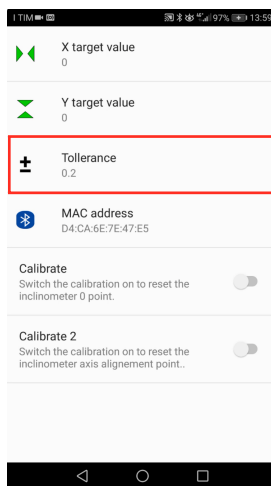 I TIM 97% 13:59
X target value
0
Y target value
0
Tollerance
0.2
MAC address
D4:CA:6E:7E:47:E5
Calibrate
Switch the calibration on to reset the
inclinometer 0 point.
Calibrate 2
Switch the calibration on to reset the
inclinometer axis alignement point..